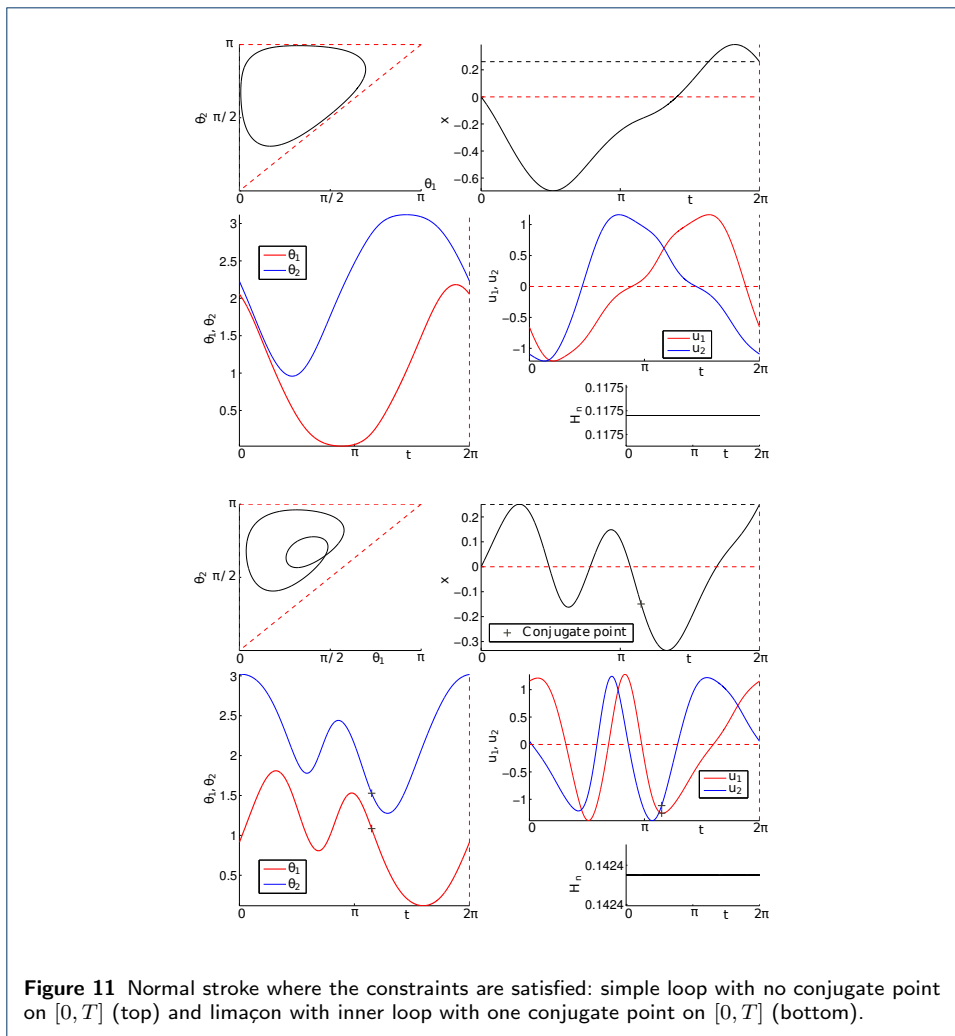 π
θ₂
π/2
θ₁
π/2
π
0.2
0
−0.2
−0.4
−0.6
x
0
π
t
2π
3
2.5
2
1.5
1
0.5
θ₁, θ₂
θ₁
θ₂
0
π
t
2π
1
0.5
0
−0.5
−1
u₁, u₂
u₁
u₂
0
π
t
2π
0.1175
0.1175
0.1175
Hₙ
0
π
t
2π
π
θ₂
π/2
π/2
θ₁
π
0.2
0.1
0
−0.1
−0.2
−0.3
x
+ Conjugate point
0
π
t
2π
3
2.5
2
1.5
1
0.5
θ₁, θ₂
θ₁
θ₂
0
π
t
2π
1
0.5
0
−0.5
−1
u₁, u₂
u₁
u₂
0
π
t
2π
0.1424
0.1424
Hₙ
0
π
t
2π
Figure 11 Normal stroke where the constraints are satisfied: simple loop with no conjugate point
on [0, T] (top) and limaçon with inner loop with one conjugate point on [0, T] (bottom).